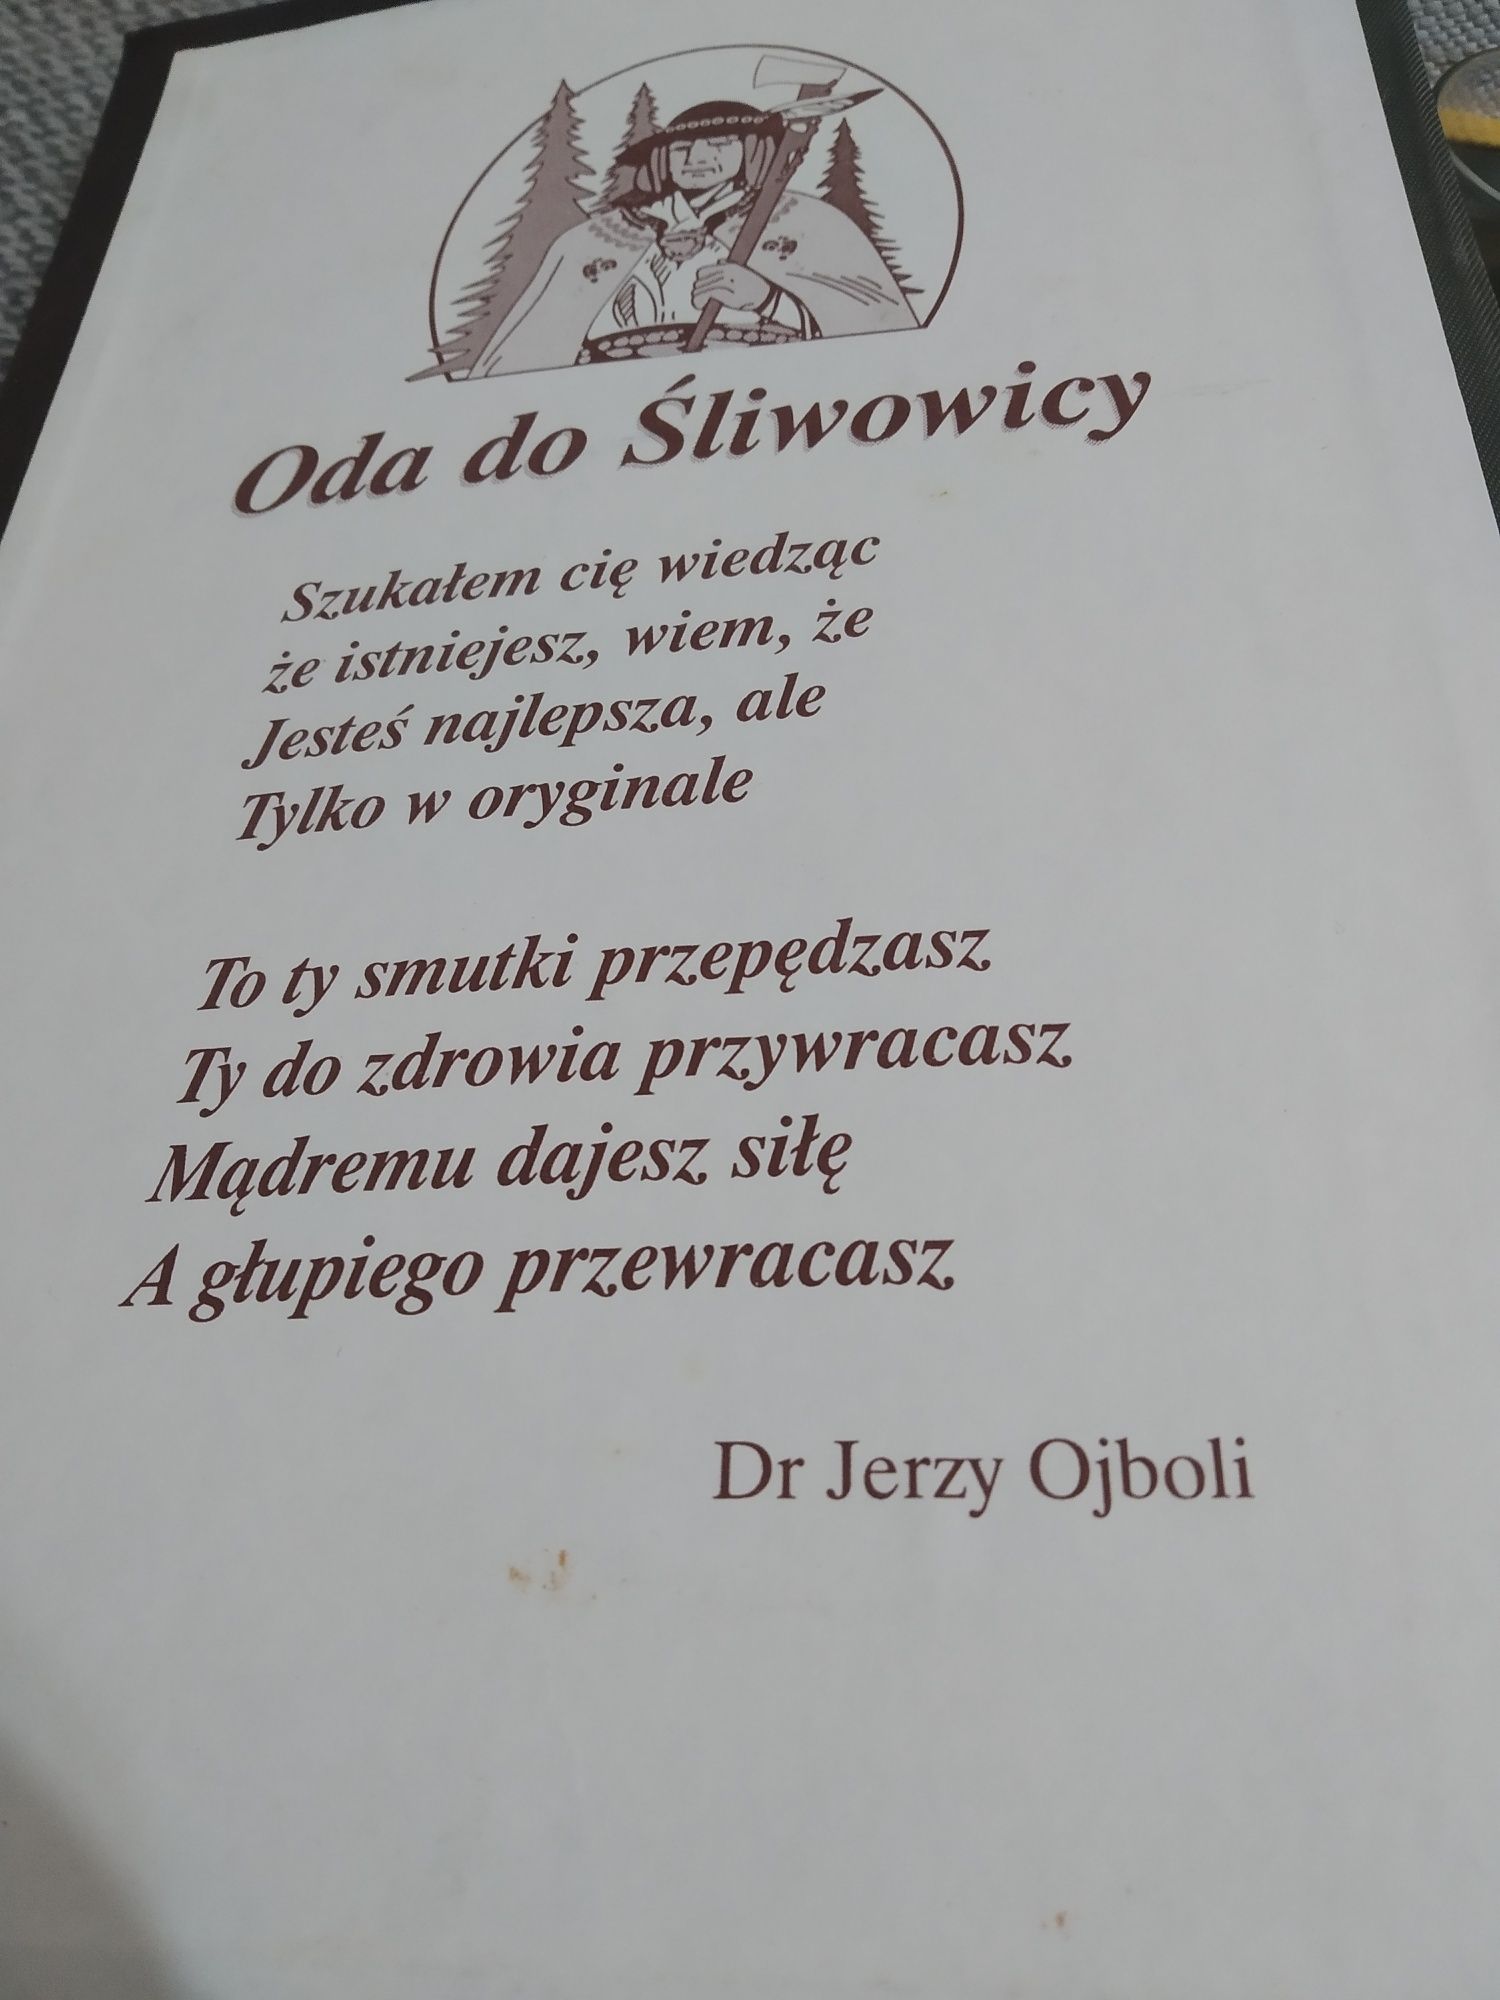 Oda do Śliwowicy
Szukałem cię wiedząc
że istniejesz, wiem, że
Jesteś najlepsza, ale
Tylko w oryginale
To ty smutki przepędzasz
Ty do zdrowia przywracasz
Mądremu dajesz siłę
A głupiego przewracasz
Dr Jerzy Ojboli